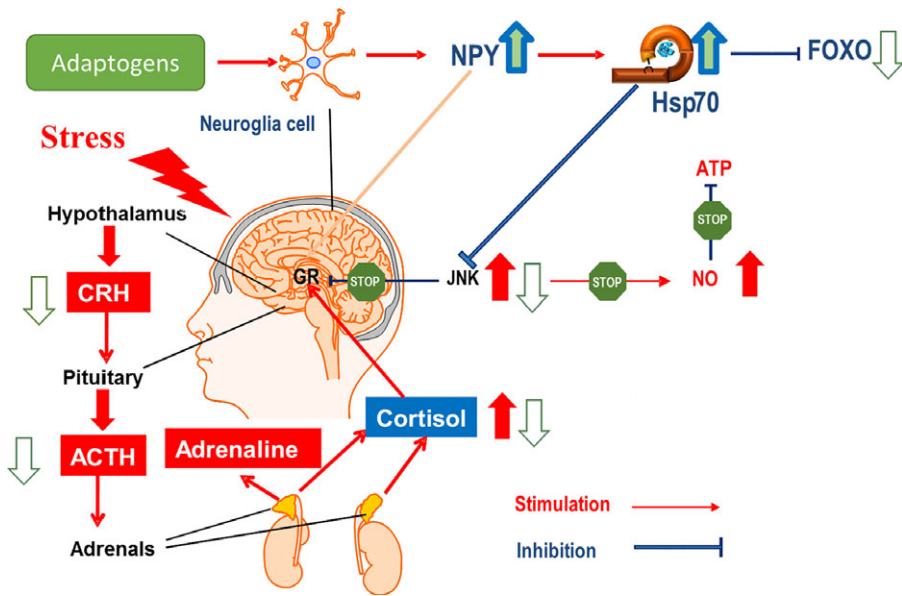 Adaptogens
NPY
FOXO
Hsp70
Neuroglia cell
Stress
ATP
STOP
Hypothalamus
GR
STOP
JNK
STOP
NO
CRH
Pituitary
Cortisol
Adrenaline
ACTH
Stimulation
Adrenals
Inhibition